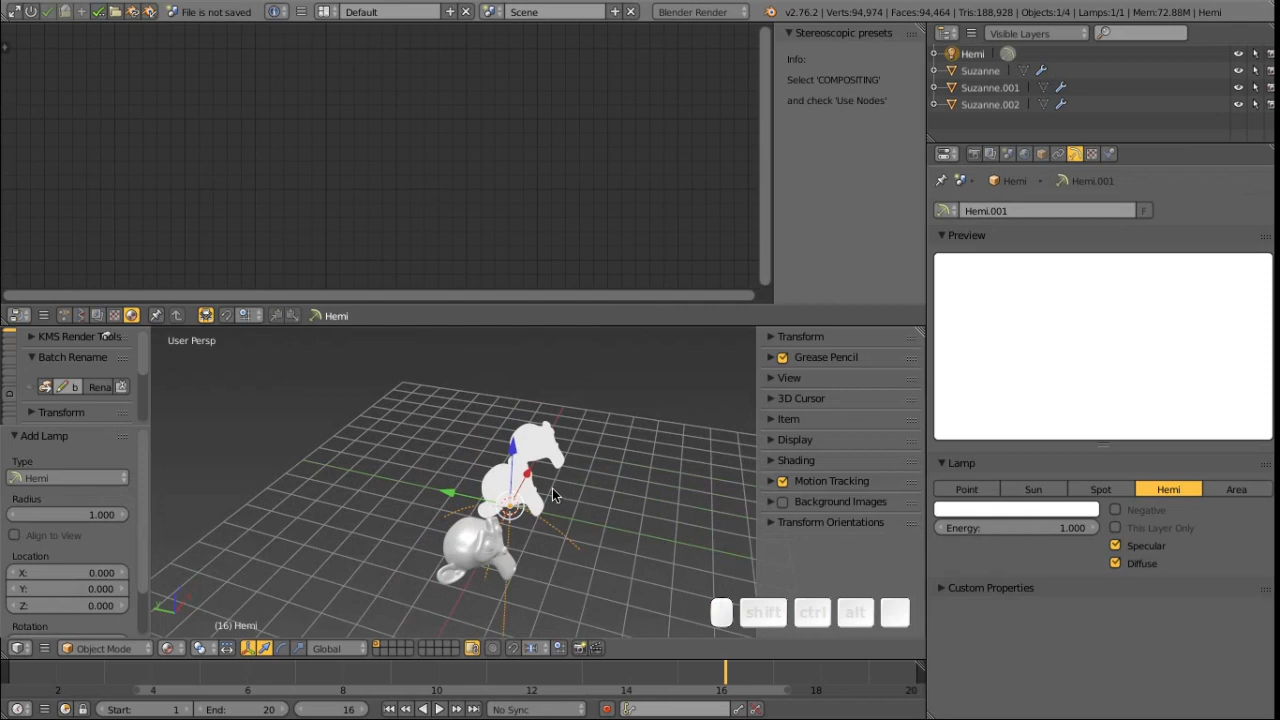 File is not saved
Default
Scene
Blender Render
v2.76.2 | Verts:94,974 | Faces:94,464 | Tris:188,928 | Objects:1/4 | Lamps:1/1 | Mem:72.88M | Hemi
Stereoscopic presets
Info:
Select 'COMPOSITING'
and check 'Use Nodes'
Visible Layers
Hemi
Suzanne
Suzanne.001
Suzanne.002
Hemi
Hemi.001
Hemi.001
F
Preview
Hemi
KMS Render Tools
Batch Rename
b
Rena
Transform
Add Lamp
Type
Hemi
Radius
1.000
Align to View
Location
X: 0.000
Y: 0.000
Z: 0.000
Rotation
User Persp
(16) Hemi
shift
ctrl
alt
Transform
Grease Pencil
View
3D Cursor
Item
Display
Shading
Motion Tracking
Background Images
Transform Orientations
Lamp
Point
Sun
Spot
Hemi
Area
Negative
Energy: 1.000
This Layer Only
Specular
Diffuse
Custom Properties
Object Mode
Global
2 4 6 8 10 12 14 16 18 20
Start: 1
End: 20
16
No Sync